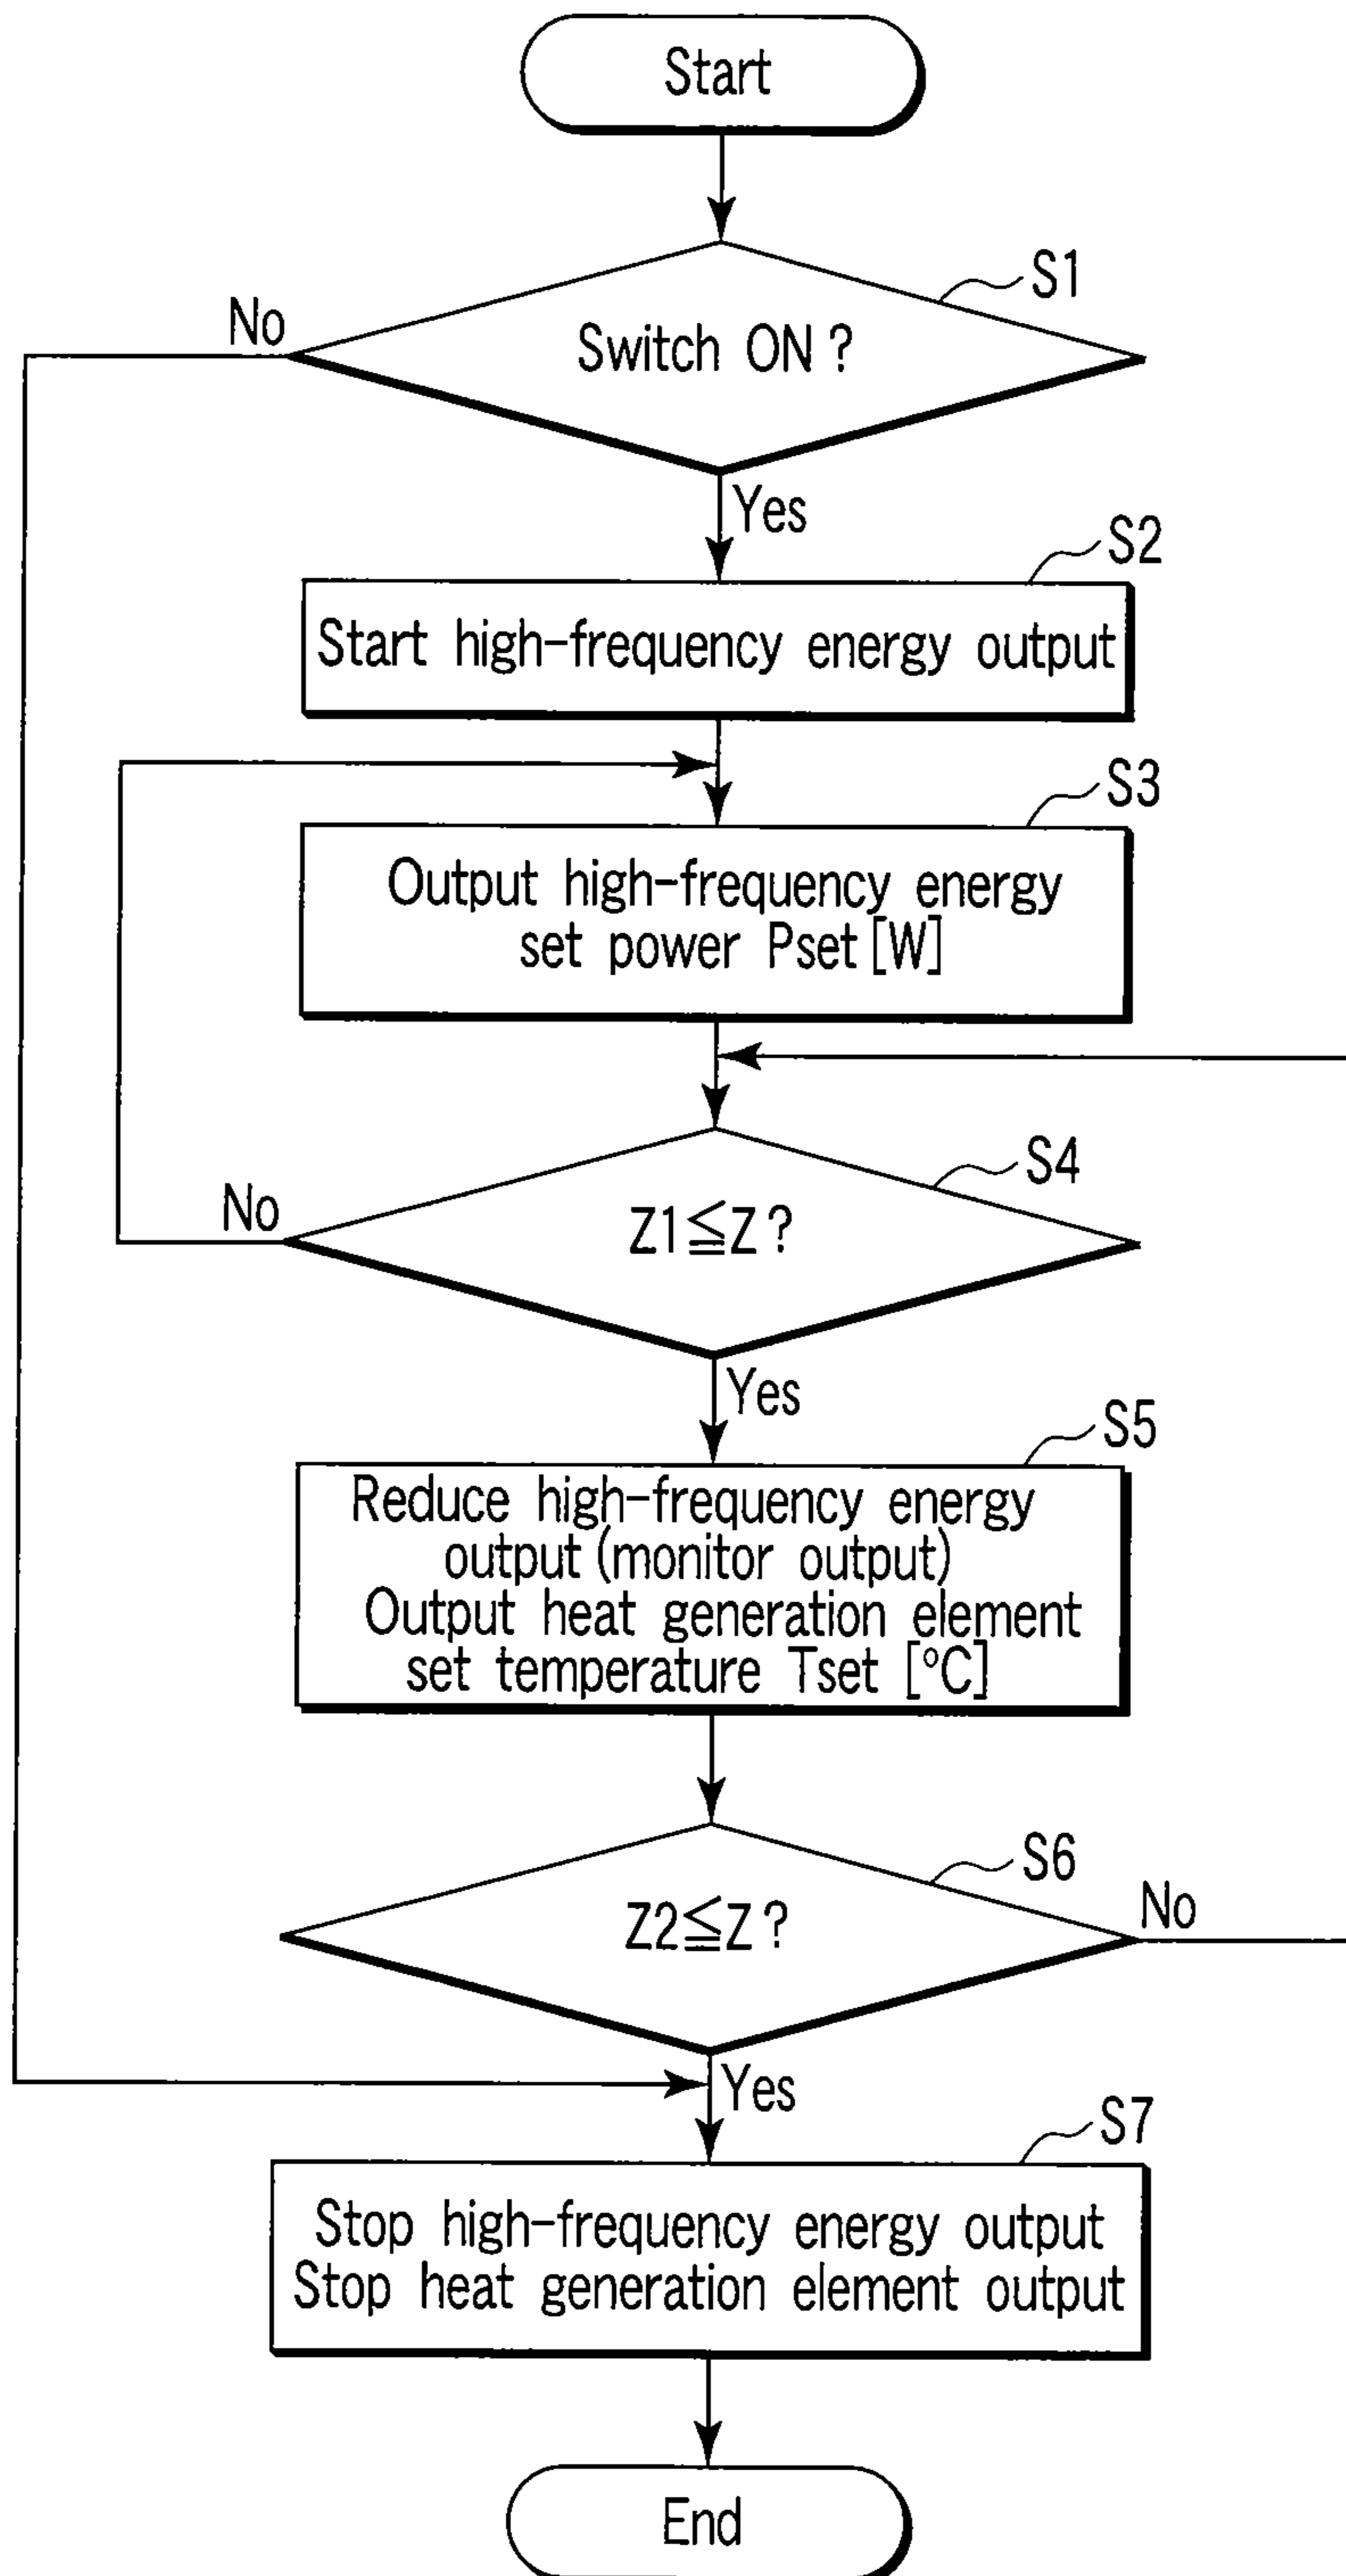 Start
S1
No
Switch ON ?
Yes
S2
Start high-frequency energy output
S3
Output high-frequency energy
set power Pset [W]
S4
No
Z1≦Z ?
Yes
S5
Reduce high-frequency energy
output (monitor output)
Output heat generation element
set temperature Tset [°C]
S6
Z2≦Z ?
No
Yes
S7
Stop high-frequency energy output
Stop heat generation element output
End